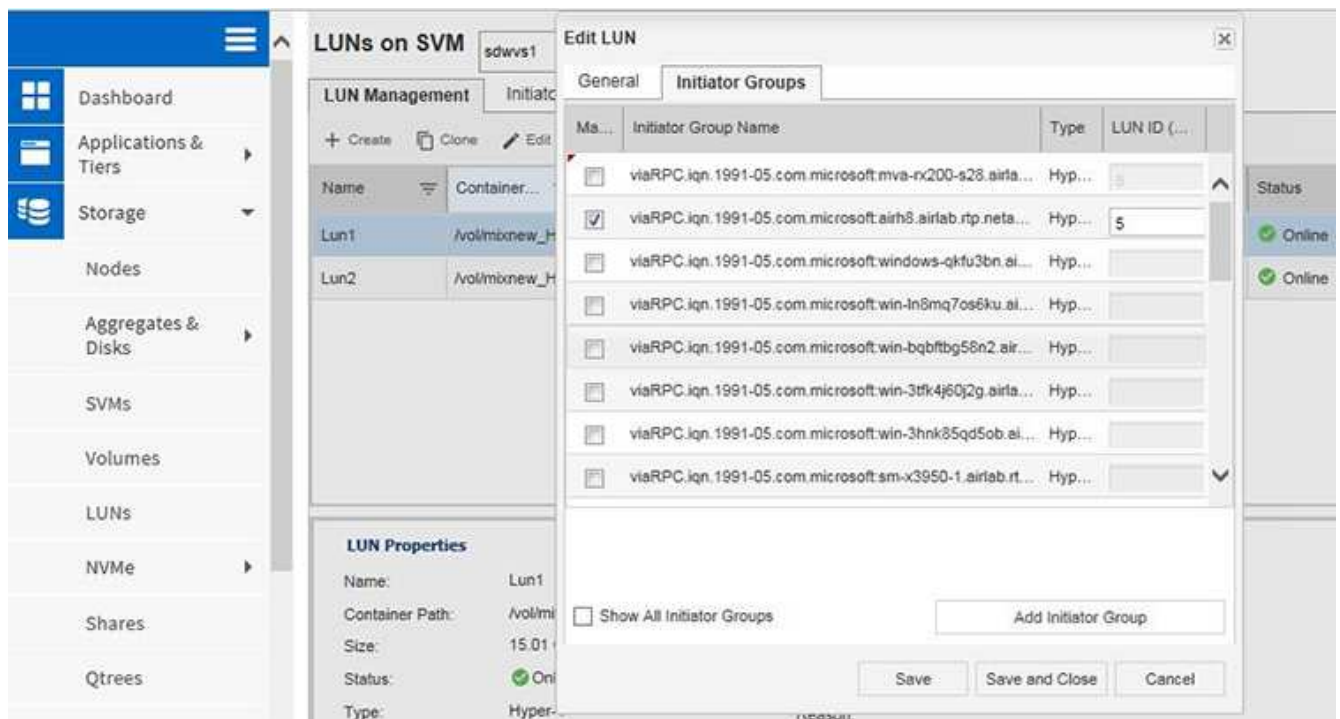 LUNs on SVM
sdwvs1
Edit LUN
General
Initiator Groups
Dashboard
Applications &
Tiers
Storage
Nodes
Aggregates &
Disks
SVMs
Volumes
LUNs
NVMe
Shares
Qtrees
LUN Management
Initiato
+ Create
Clone
Edit
Name
Container...
Status
Lun1
/vol/mixnew_H
Online
Lun2
/vol/mixnew_H
Online
Ma...
Initiator Group Name
Type
LUN ID (...
viaRPC.iqn.1991-05.com.microsoft:mva-rx200-s28.airla...
Hyp...
viaRPC.iqn.1991-05.com.microsoft:airh8.airlab.rtp.neta...
Hyp...
5
viaRPC.iqn.1991-05.com.microsoft:windows-qkfu3bn.ai...
Hyp...
viaRPC.iqn.1991-05.com.microsoft:win-ln8mq7os6ku.ai...
Hyp...
viaRPC.iqn.1991-05.com.microsoft:win-bqbftbg58n2.air...
Hyp...
viaRPC.iqn.1991-05.com.microsoft:win-3tfk4j60j2g.airla...
Hyp...
viaRPC.iqn.1991-05.com.microsoft:win-3hnk85qd5ob.ai...
Hyp...
viaRPC.iqn.1991-05.com.microsoft:sm-x3950-1.airlab.rt...
Hyp...
Show All Initiator Groups
Add Initiator Group
Save
Save and Close
Cancel
LUN Properties
Name:
Lun1
Container Path:
/vol/mi
Size:
15.01
Status:
Onl
Type:
Hyper-